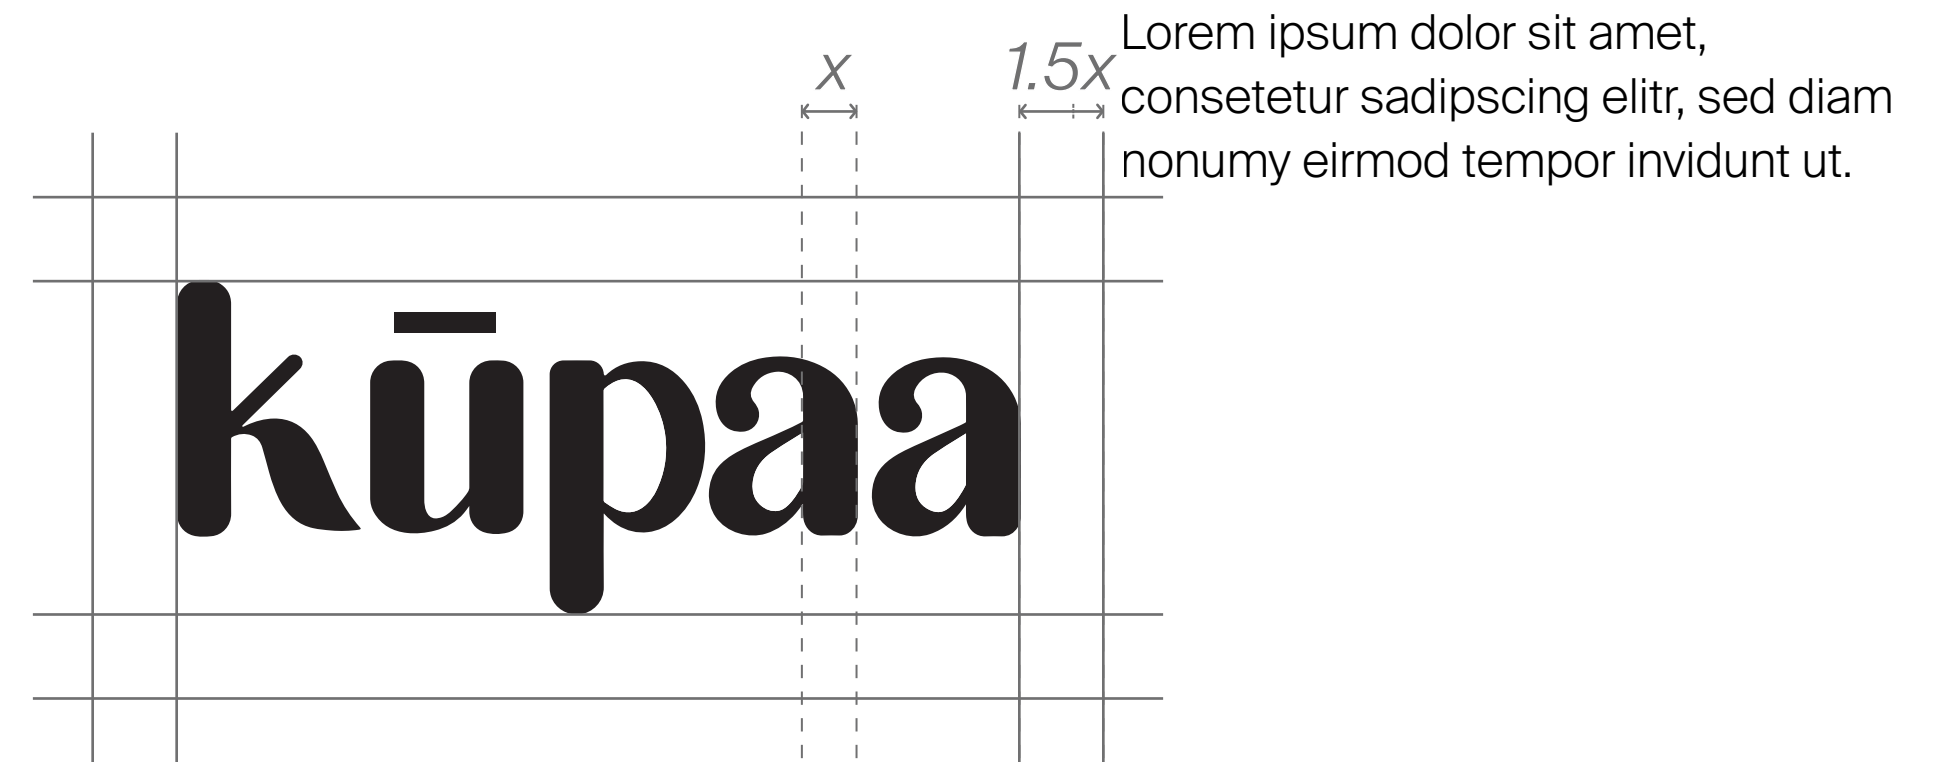 x
1.5x
Lorem ipsum dolor sit amet,
consetetur sadipscing elitr, sed diam
nonumy eirmod tempor invidunt ut.
kūpaa